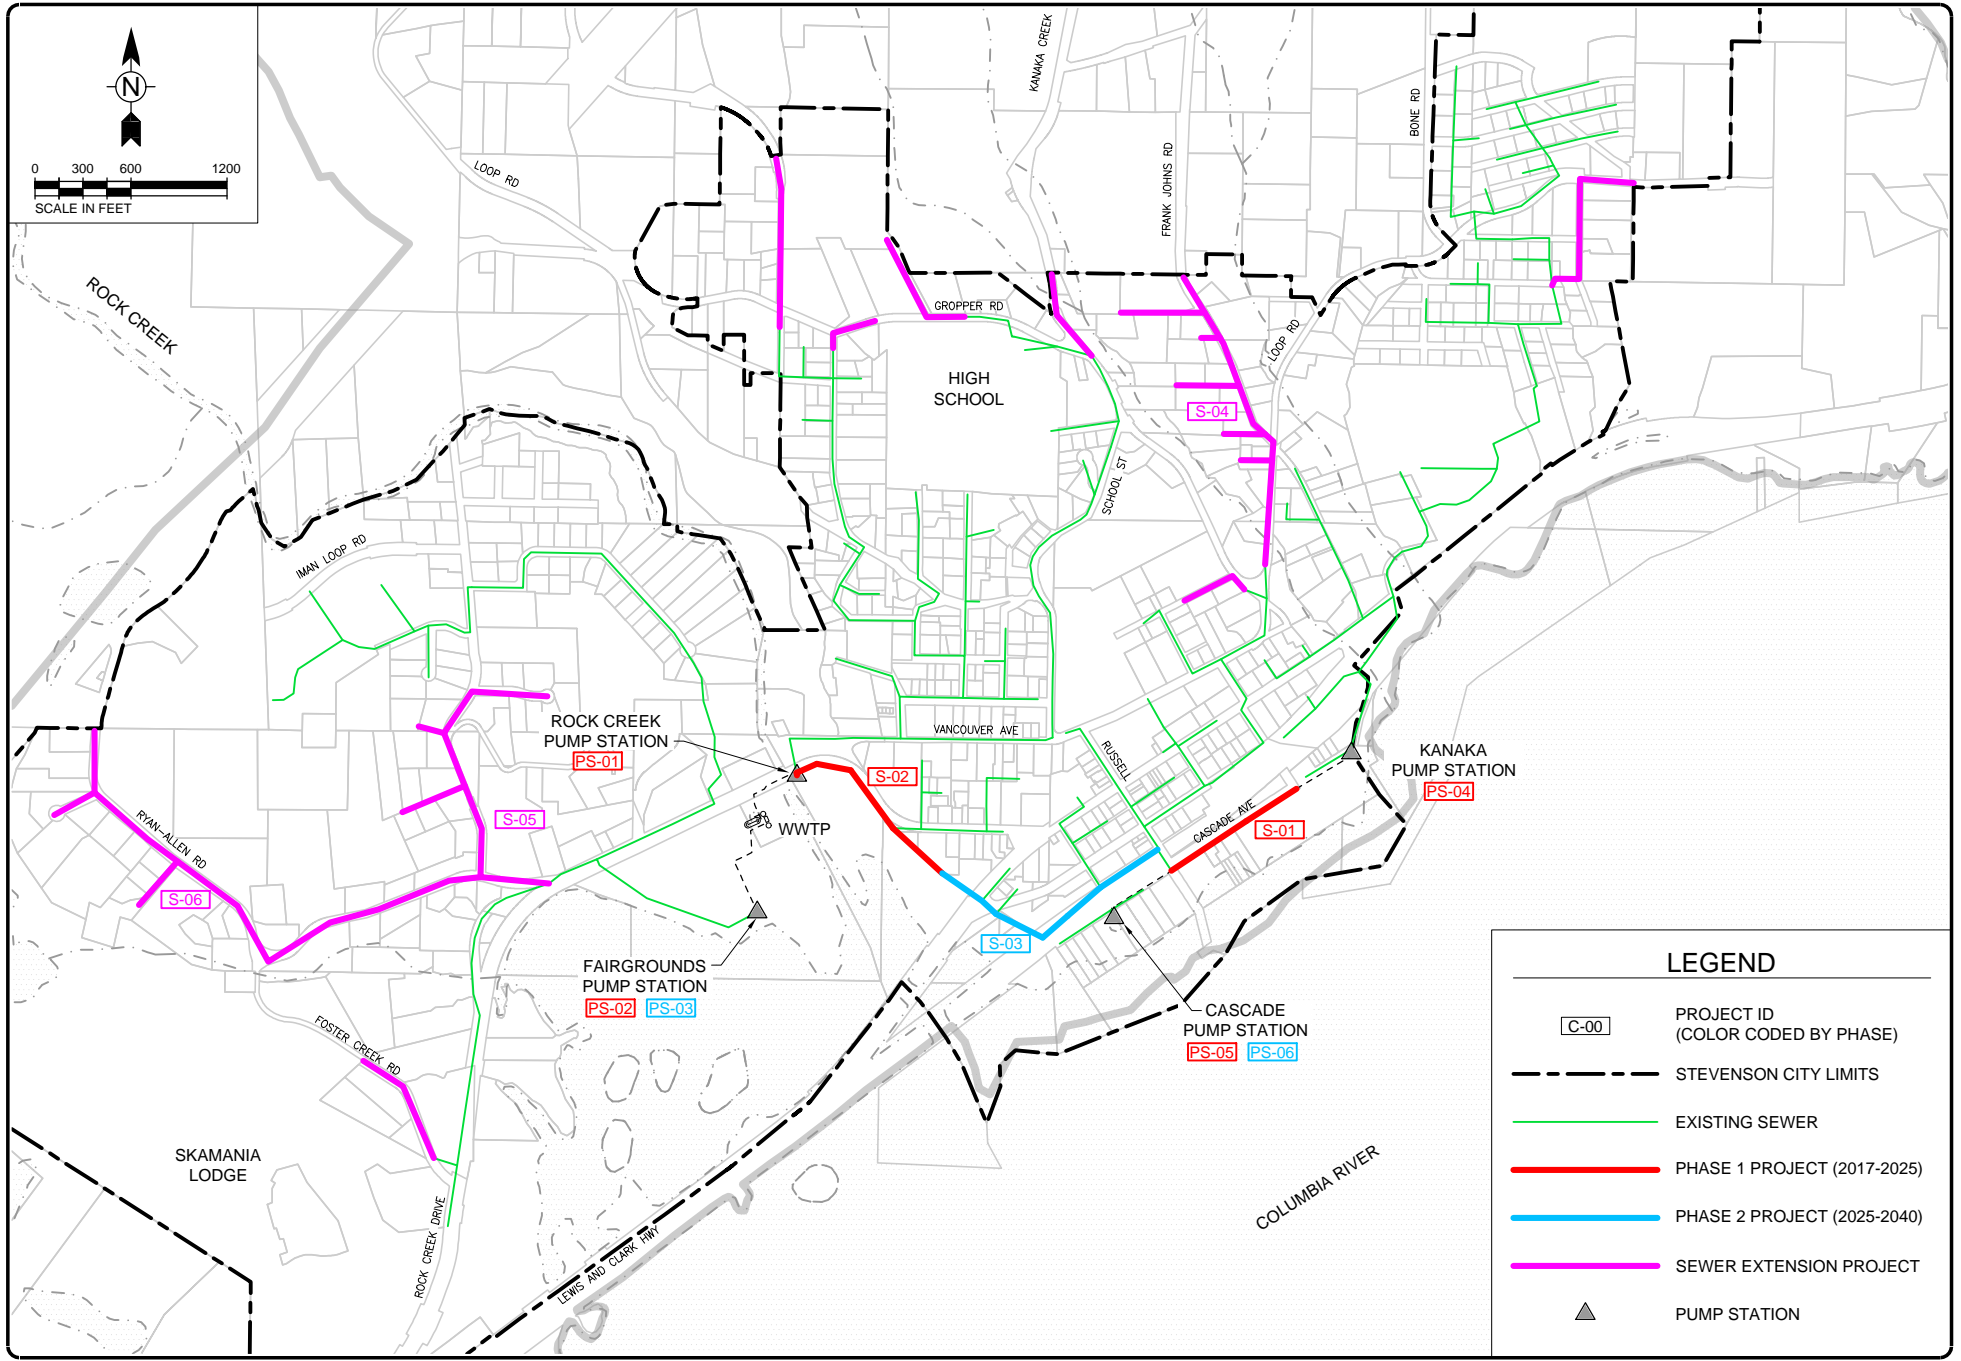 N
0 300 600 1200
SCALE IN FEET
LOOP RD
KANAKA CREEK
FRANK JOHNS RD
BONE RD
ROCK CREEK
GROPPER RD
LOOP RD
HIGH
SCHOOL
S-04
SCHOOL ST
IMAN LOOP RD
ROCK CREEK
PUMP STATION
PS-01
VANCOUVER AVE
RUSSELL
S-02
KANAKA
PUMP STATION
PS-04
CASCADE AVE
S-01
S-05
WWTP
RYAN-ALLEN RD
S-06
S-03
FAIRGROUNDS
PUMP STATION
PS-02 PS-03
CASCADE
PUMP STATION
PS-05 PS-06
FOSTER CREEK RD
SKAMANIA
LODGE
ROCK CREEK DRIVE
LEWIS AND CLARK HWY
COLUMBIA RIVER
LEGEND
C-00
PROJECT ID
(COLOR CODED BY PHASE)
STEVENSON CITY LIMITS
EXISTING SEWER
PHASE 1 PROJECT (2017-2025)
PHASE 2 PROJECT (2025-2040)
SEWER EXTENSION PROJECT
PUMP STATION